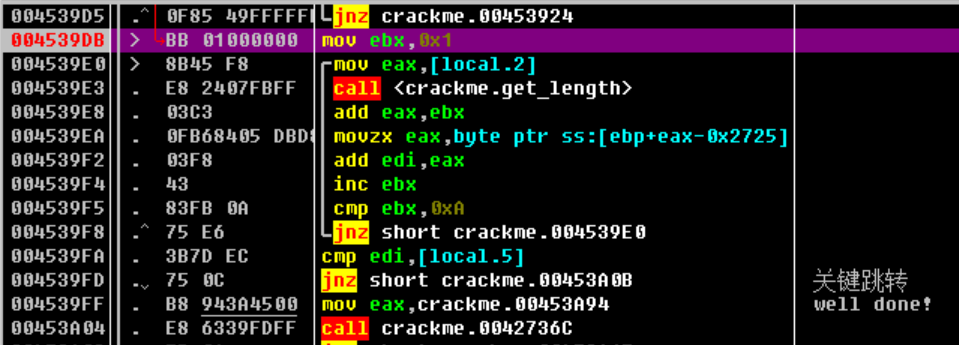 004539D5 .^ 0F85 49FFFFFF jnz crackme.00453924
004539DB > BB 01000000 mov ebx,0x1
004539E0 > 8B45 F8 mov eax,[local.2]
004539E3 . E8 2407FBFF call <crackme.get_length>
004539E8 . 03C3 add eax,ebx
004539EA . 0FB68405 DBD8 movzx eax,byte ptr ss:[ebp+eax-0x2725]
004539F2 . 03F8 add edi,eax
004539F4 . 43 inc ebx
004539F5 . 83FB 0A cmp ebx,0xA
004539F8 .^ 75 E6 jnz short crackme.004539E0
004539FA . 3B7D EC cmp edi,[local.5]
004539FD .v 75 0C jnz short crackme.00453A0B 关键跳转
004539FF . B8 943A4500 mov eax,crackme.00453A94 well done!
00453A04 . E8 6339FDFF call crackme.0042736C